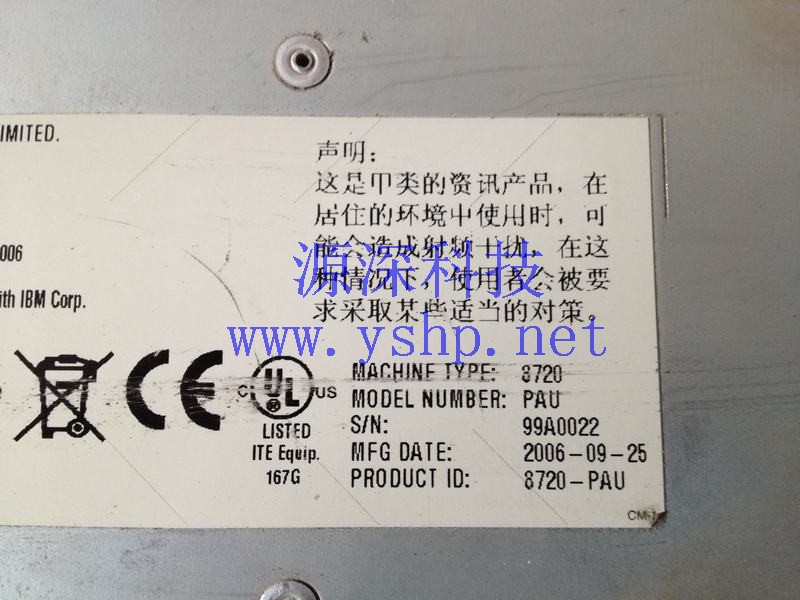 IMITED.
声明：
这是甲类的资讯产品，在
居住的环境中使用时，可
能会造成射频干扰，在这
种情况下，使用者会被要
求采取某些适当的对策。
006
ith IBM Corp.
源深科技
www.yshp.net
CE
C UL US
®
LISTED
ITE Equip.
167G
MACHINE TYPE: 8720
MODEL NUMBER: PAU
S/N: 99A0022
MFG DATE: 2006-09-25
PRODUCT ID: 8720-PAU